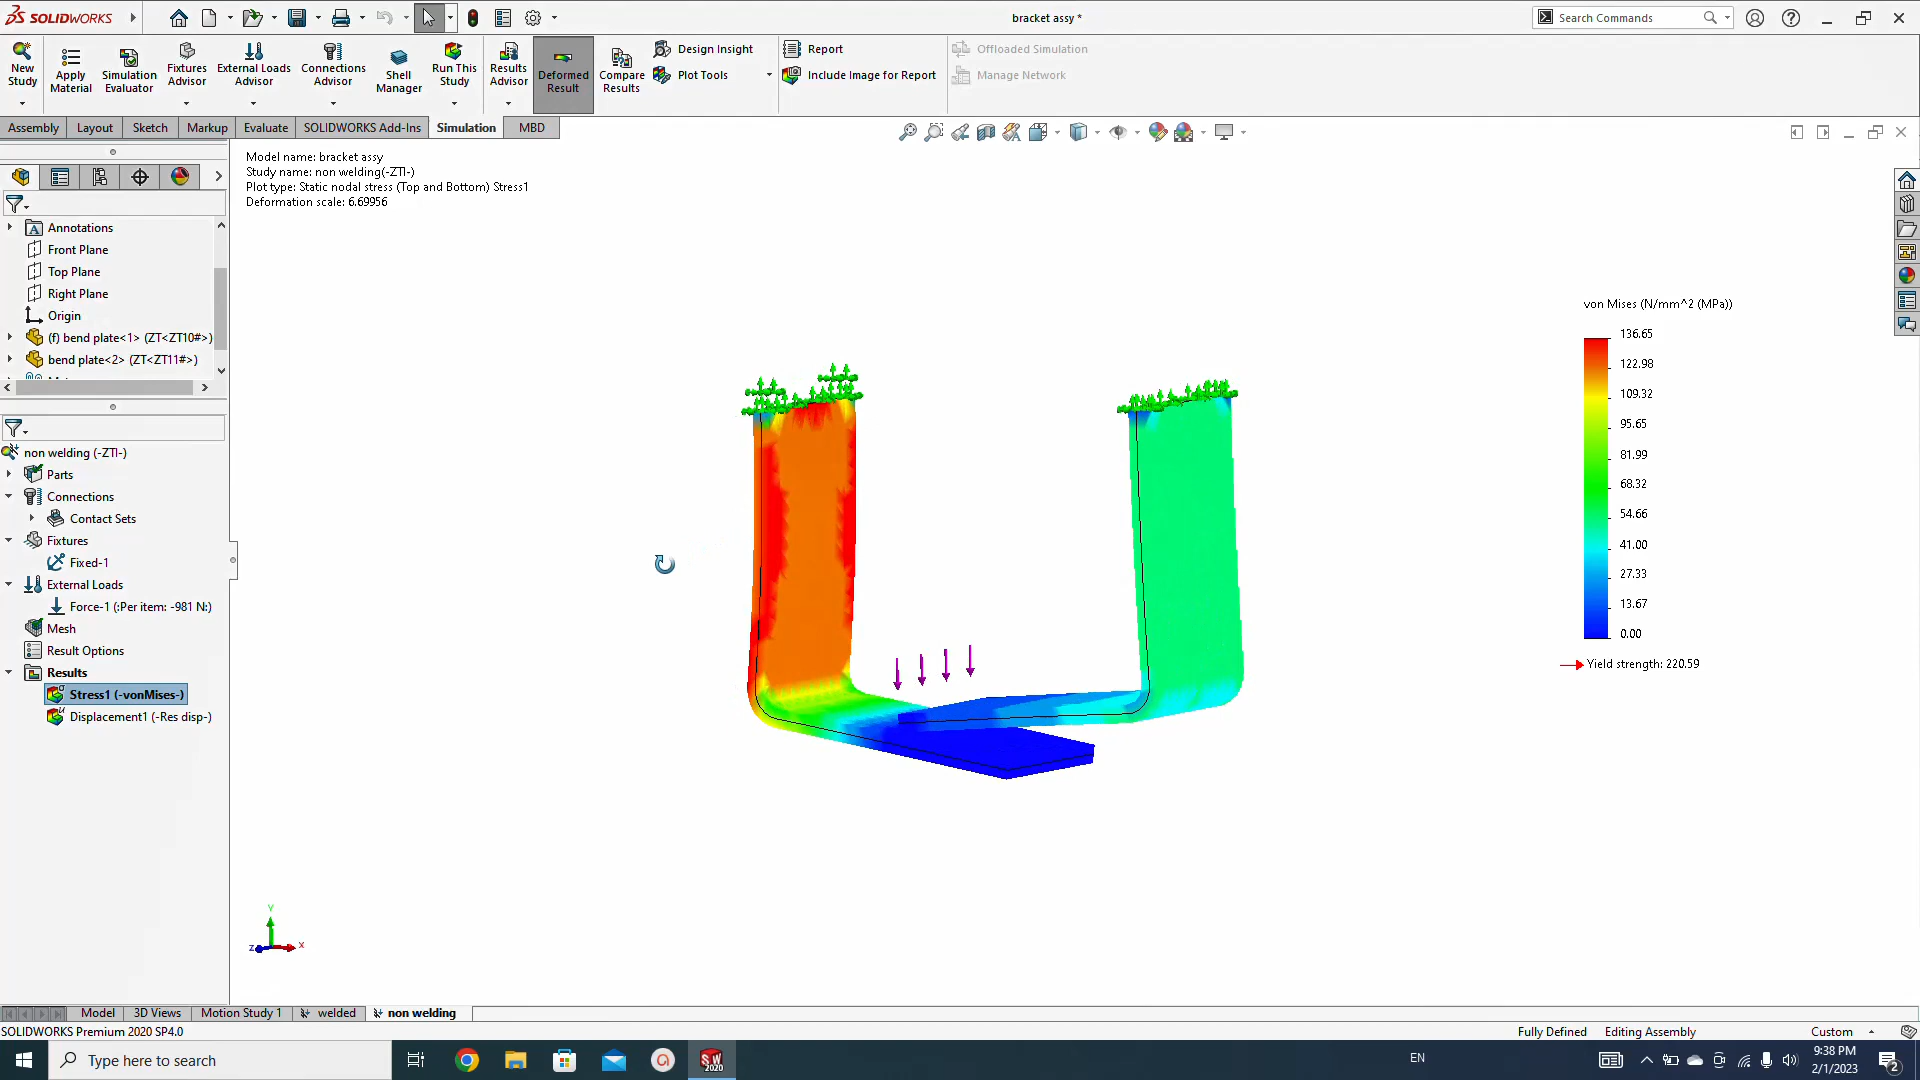 SOLIDWORKS
bracket assy *
Search Commands
New Study
Apply Material
Simulation Evaluator
Fixtures Advisor
External Loads Advisor
Connections Advisor
Shell Manager
Run This Study
Results Advisor
Deformed Result
Compare Results
Design Insight
Plot Tools
Report
Include Image for Report
Offloaded Simulation
Manage Network
Assembly
Layout
Sketch
Markup
Evaluate
SOLIDWORKS Add-Ins
Simulation
MBD
Model name: bracket assy
Study name: non welding(-ZTl-)
Plot type: Static nodal stress (Top and Bottom) Stress1
Deformation scale: 6.69956
Annotations
Front Plane
Top Plane
Right Plane
Origin
(f) bend plate<1> (ZT<ZT10#>)
bend plate<2> (ZT<ZT11#>)
non welding (-ZTl-)
Parts
Connections
Contact Sets
Fixtures
Fixed-1
External Loads
Force-1 (:Per item: -981 N:)
Mesh
Result Options
Results
Stress1 (-vonMises-)
Displacement1 (-Res disp-)
von Mises (N/mm^2 (MPa))
136.65
122.98
109.32
95.65
81.99
68.32
54.66
41.00
27.33
13.67
0.00
Yield strength: 220.59
Y
Z
X
Model
3D Views
Motion Study 1
welded
non welding
SOLIDWORKS Premium 2020 SP4.0
Fully Defined
Editing Assembly
Custom
Type here to search
SW
2020
EN
9:38 PM
2/1/2023
2